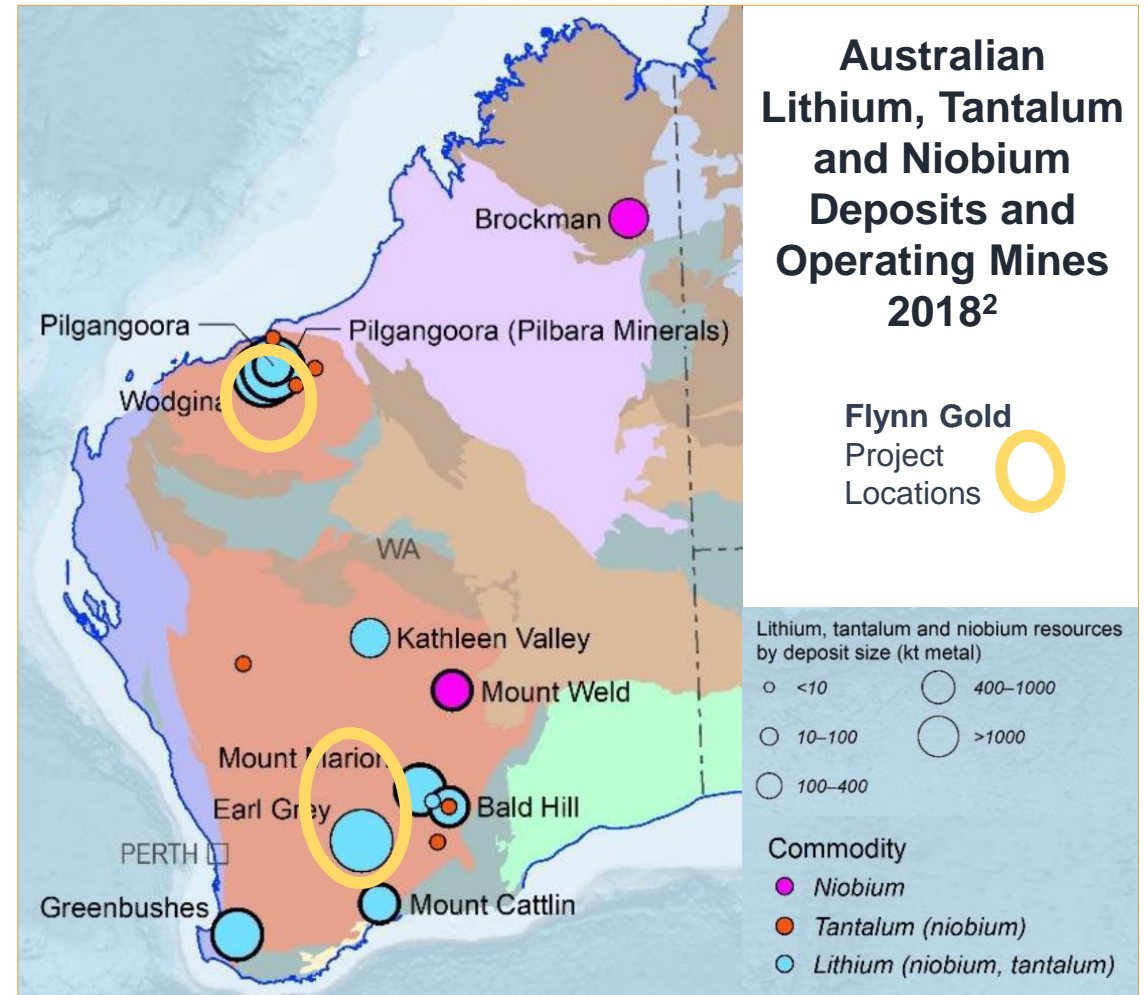 Australian
Lithium, Tantalum
and Niobium
Deposits and
Operating Mines
2018²
Flynn Gold
Project
Locations
Brockman
Pilgangoora
Pilgangoora (Pilbara Minerals)
Wodgina
WA
Kathleen Valley
Mount Weld
Mount Marion
Earl Grey
Bald Hill
PERTH
Greenbushes
Mount Cattlin
Lithium, tantalum and niobium resources
by deposit size (kt metal)
<10
400–1000
10–100
>1000
100–400
Commodity
Niobium
Tantalum (niobium)
Lithium (niobium, tantalum)